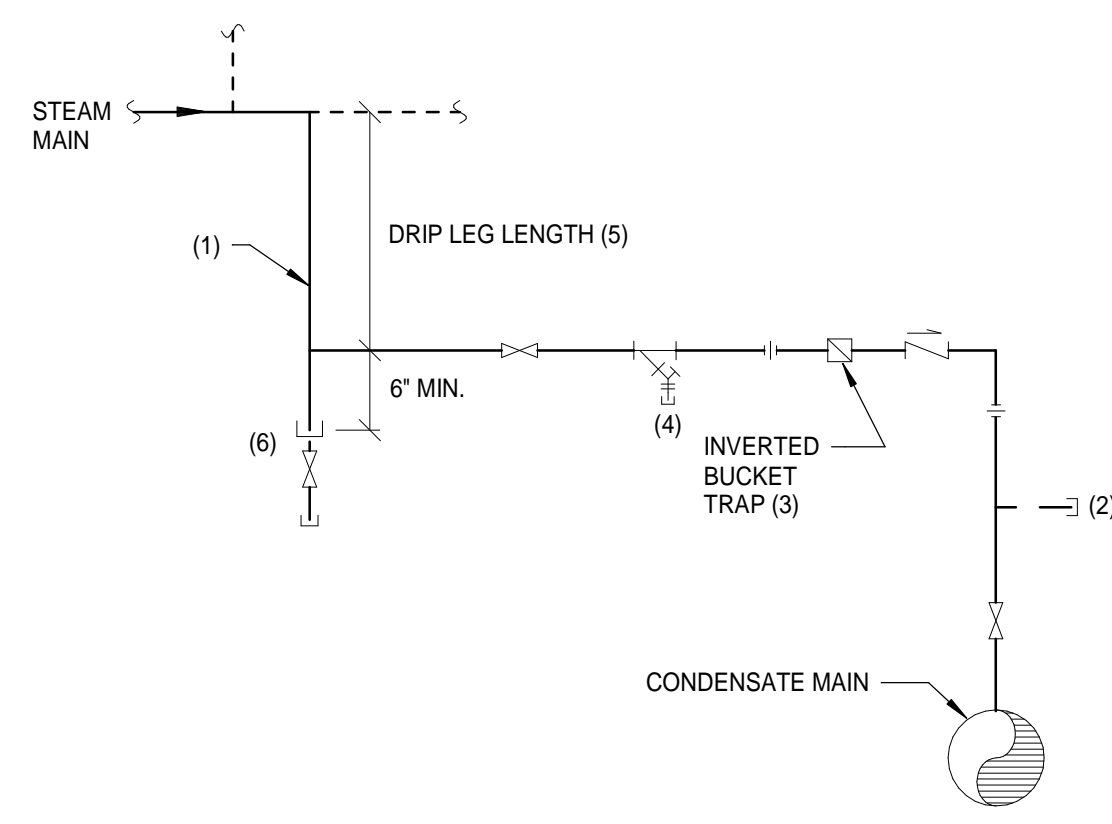 STEAM
MAIN
(1)
DRIP LEG LENGTH (5)
6" MIN.
(6)
(4)
INVERTED
BUCKET
TRAP (3)
(2)
CONDENSATE MAIN